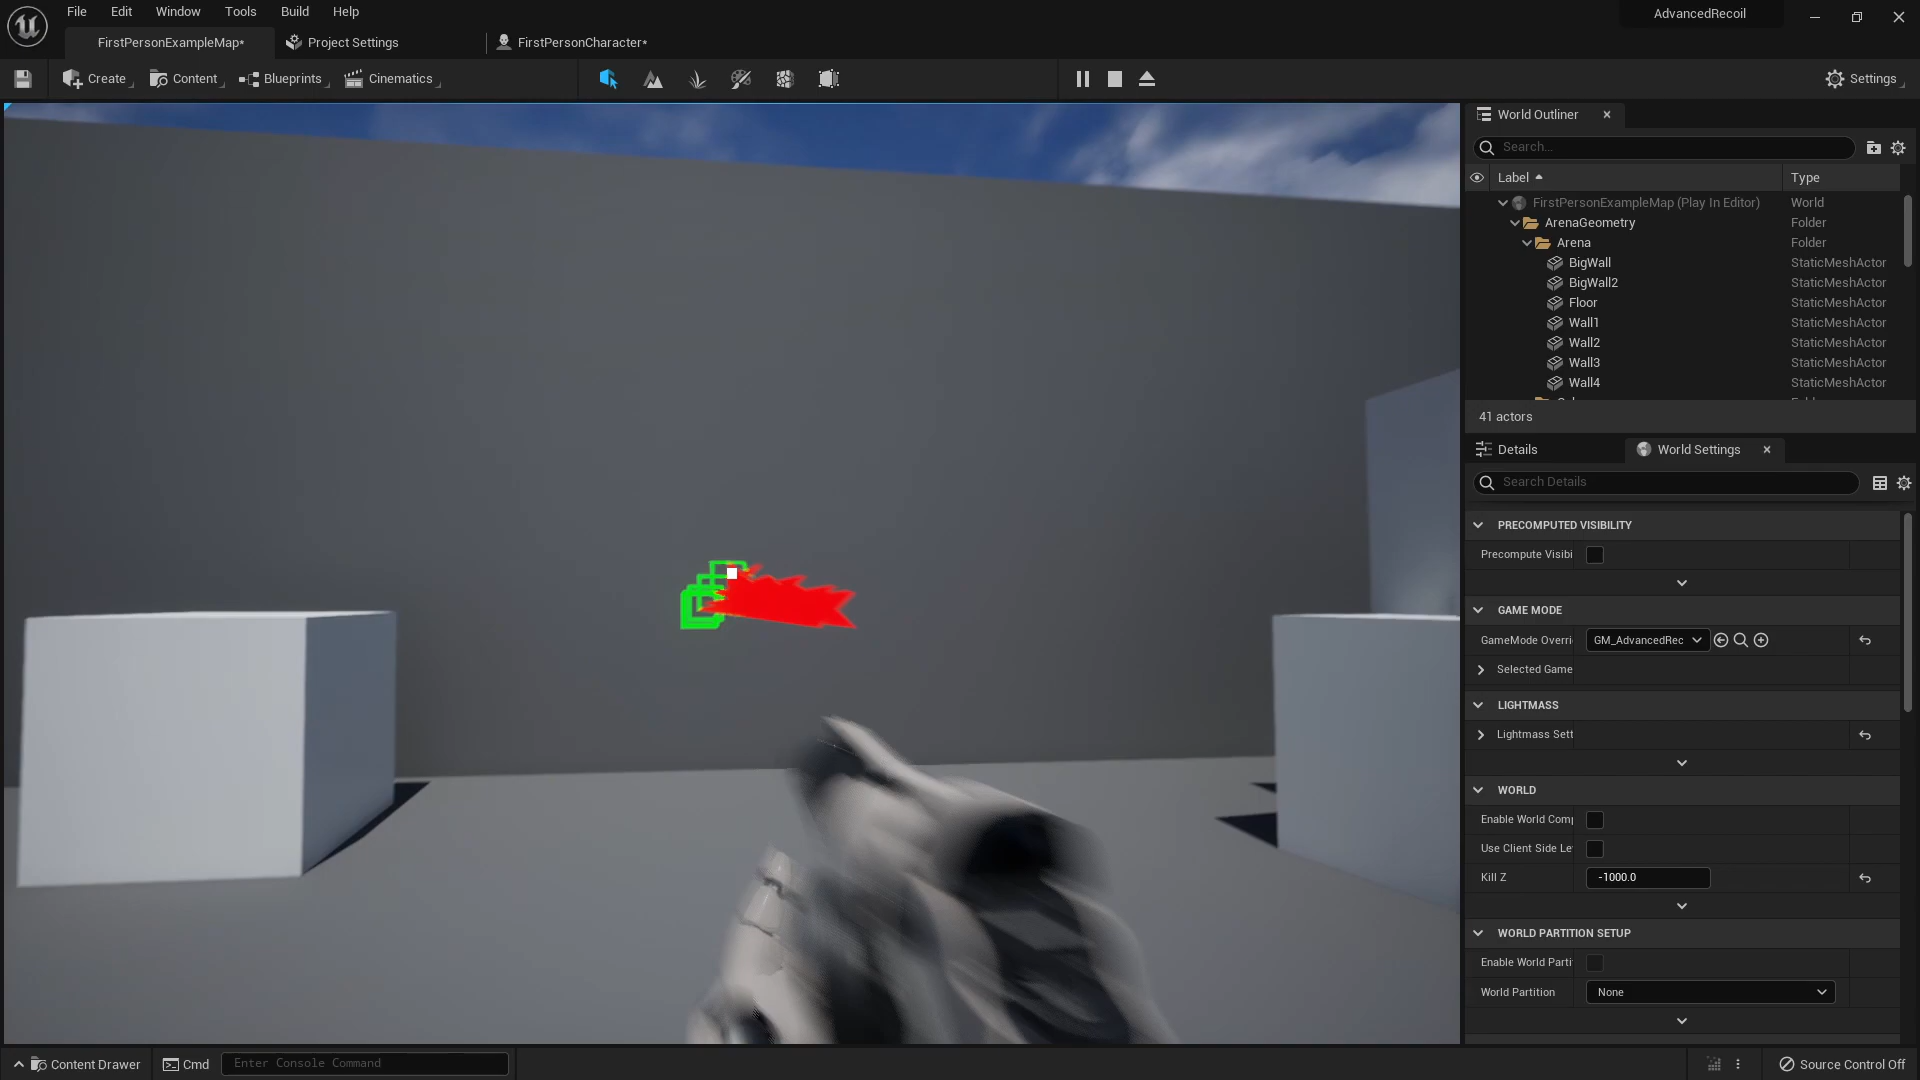 File Edit Window Tools Build Help
AdvancedRecoil
FirstPersonExampleMap*
Project Settings
FirstPersonCharacter*
Create
Content
Blueprints
Cinematics
Settings
World Outliner
Search...
Label Type
FirstPersonExampleMap (Play In Editor) World
ArenaGeometry Folder
Arena Folder
BigWall StaticMeshActor
BigWall2 StaticMeshActor
Floor StaticMeshActor
Wall1 StaticMeshActor
Wall2 StaticMeshActor
Wall3 StaticMeshActor
Wall4 StaticMeshActor
41 actors
Details
World Settings
Search Details
PRECOMPUTED VISIBILITY
Precompute Visibi
GAME MODE
GameMode Overri GM_AdvancedRec
Selected Game
LIGHTMASS
Lightmass Sett
WORLD
Enable World Comp
Use Client Side Le
Kill Z -1000.0
WORLD PARTITION SETUP
Enable World Parti
World Partition None
Content Drawer
Cmd
Enter Console Command
Source Control Off